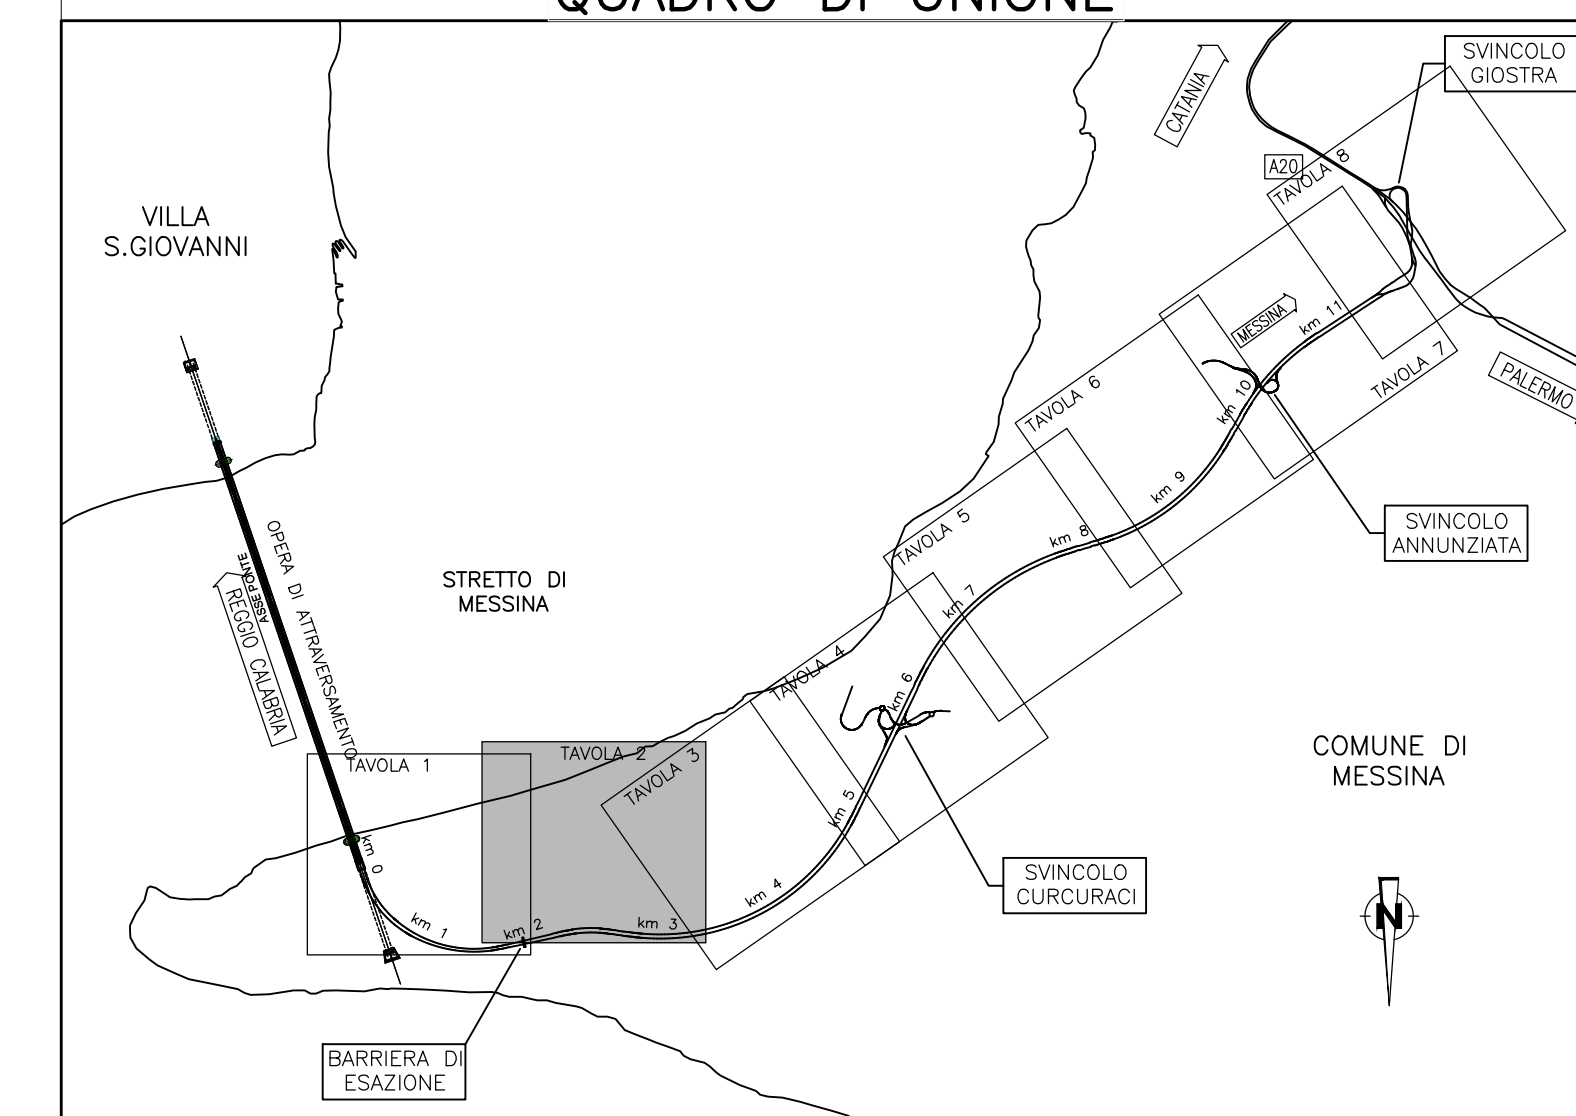 QUADRO DI UNIONE
SVINCOLO
GIOSTRA
CATANIA
A20
TAVOLA 8
VILLA
S.GIOVANNI
MESSINA
km 11
TAVOLA 7
PALERMO
TAVOLA 6
km 10
km 9
SVINCOLO
ANNUNZIATA
TAVOLA 5
km 8
OPERA DI ATTRAVERSAMENTO
ASSE PONTE
REGGIO CALABRIA
STRETTO DI
MESSINA
km 7
TAVOLA 4
km 6
COMUNE DI
MESSINA
TAVOLA 1
TAVOLA 2
TAVOLA 3
km 5
km 0
SVINCOLO
CURCURACI
km 4
km 1
km 2
km 3
N
BARRIERA DI
ESAZIONE